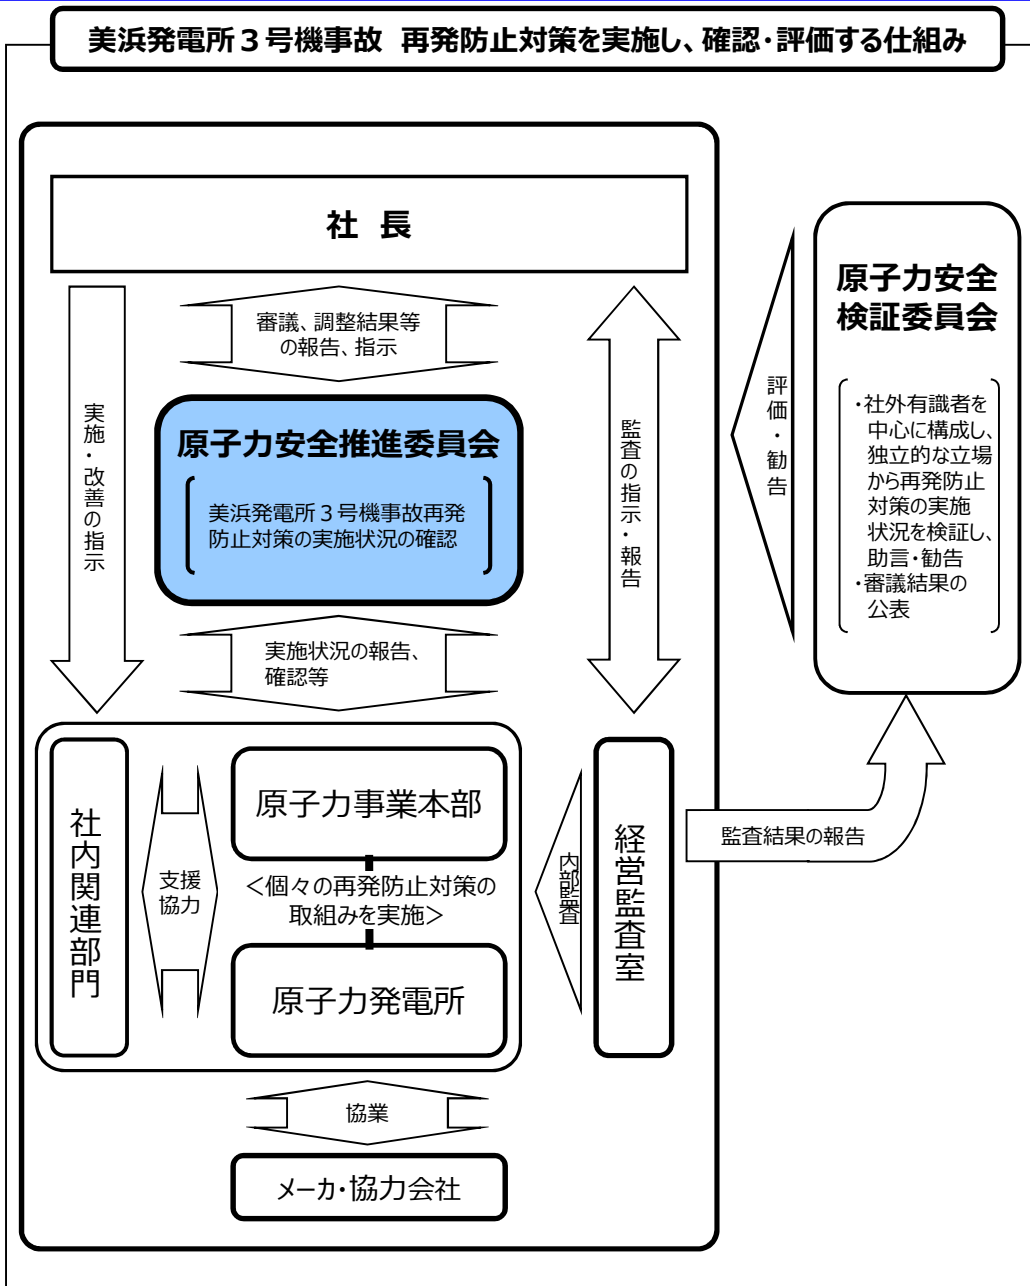 美浜発電所３号機事故 再発防止対策を実施し、確認・評価する仕組み
社 長
審議、調整結果等
の報告、指示
実施・改善の指示
原子力安全推進委員会
美浜発電所３号機事故再発
防止対策の実施状況の確認
監査の指示・報告
評価・勧告
原子力安全
検証委員会
・社外有識者を
中心に構成し、
独立的な立場
から再発防止
対策の実施
状況を検証し、
助言・勧告
・審議結果の
公表
実施状況の報告、
確認等
社内関連部門
支援
協力
原子力事業本部
＜個々の再発防止対策の
取組みを実施＞
原子力発電所
内部監査
経営監査室
監査結果の報告
協業
メーカ・協力会社